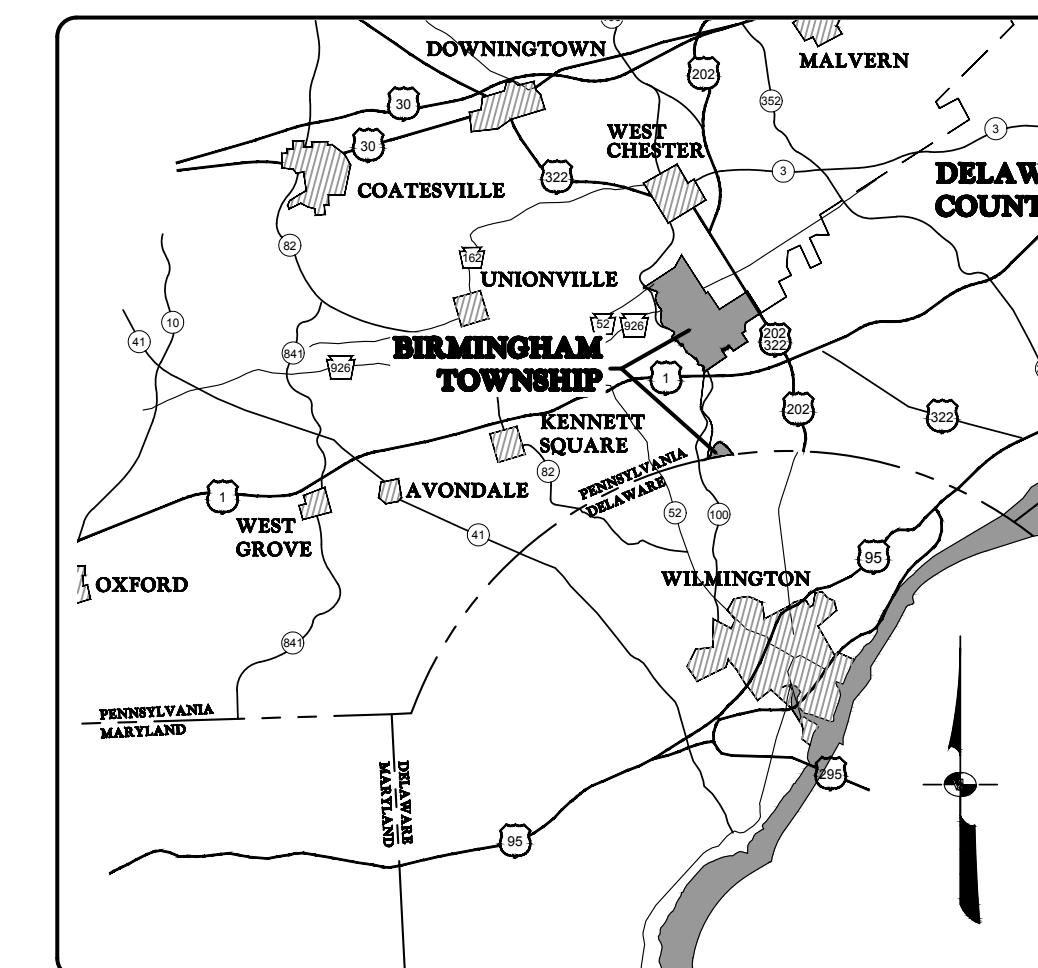 DOWNINGTOWN
MALVERN
202
30
352
3
WEST
CHESTER
30
3
322
COATESVILLE
DELAW
COUNT
82
162
UNIONVILLE
10
52
926
41
202
322
841
BIRMINGHAM
TOWNSHIP
926
1
202
322
KENNETT
SQUARE
82
PENNSYLVANIA
DELAWARE
AVONDALE
1
52
100
WEST
GROVE
41
95
OXFORD
WILMINGTON
841
PENNSYLVANIA
MARYLAND
DELAWARE
MARYLAND
295
95